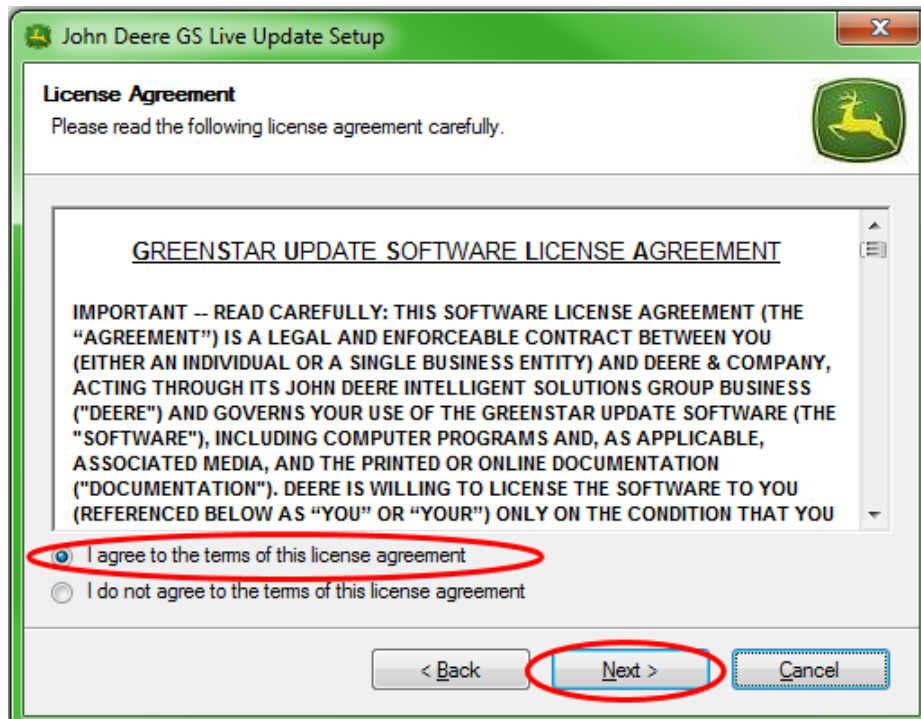 John Deere GS Live Update Setup
License Agreement
Please read the following license agreement carefully.
GREENSTAR UPDATE SOFTWARE LICENSE AGREEMENT
IMPORTANT -- READ CAREFULLY: THIS SOFTWARE LICENSE AGREEMENT (THE
“AGREEMENT”) IS A LEGAL AND ENFORCEABLE CONTRACT BETWEEN YOU
(EITHER AN INDIVIDUAL OR A SINGLE BUSINESS ENTITY) AND DEERE & COMPANY,
ACTING THROUGH ITS JOHN DEERE INTELLIGENT SOLUTIONS GROUP BUSINESS
("DEERE") AND GOVERNS YOUR USE OF THE GREENSTAR UPDATE SOFTWARE (THE
"SOFTWARE"), INCLUDING COMPUTER PROGRAMS AND, AS APPLICABLE,
ASSOCIATED MEDIA, AND THE PRINTED OR ONLINE DOCUMENTATION
("DOCUMENTATION"). DEERE IS WILLING TO LICENSE THE SOFTWARE TO YOU
(REFERENCED BELOW AS “YOU” OR “YOUR”) ONLY ON THE CONDITION THAT YOU
I agree to the terms of this license agreement
I do not agree to the terms of this license agreement
< Back Next > Cancel